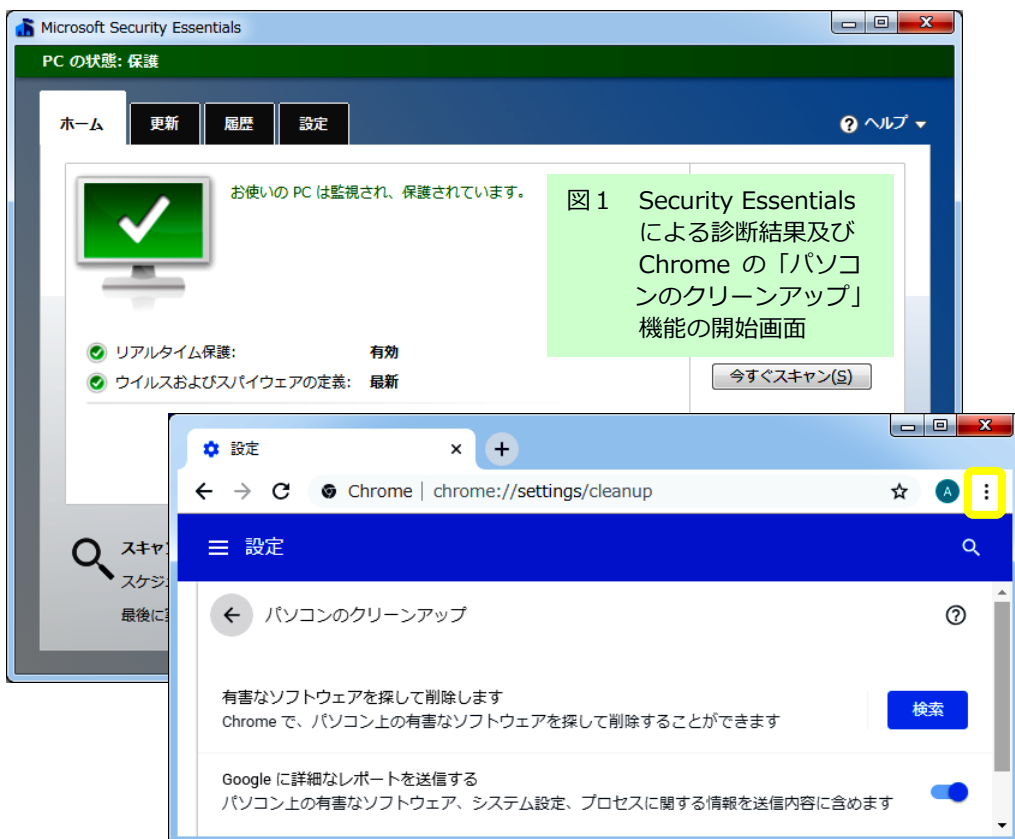 Microsoft Security Essentials
PC の状態: 保護
ホーム 更新 履歴 設定
ヘルプ
お使いの PC は監視され、保護されています。
図１ Security Essentials
による診断結果及び
Chrome の「パソコ
ンのクリーンアップ」
機能の開始画面
リアルタイム保護: 有効
ウイルスおよびスパイウェアの定義: 最新
今すぐスキャン(S)
スキャン
スケジ
最後に
設定
Chrome | chrome://settings/cleanup
A
設定
パソコンのクリーンアップ
有害なソフトウェアを探して削除します
Chrome で、パソコン上の有害なソフトウェアを探して削除することができます
検索
Google に詳細なレポートを送信する
パソコン上の有害なソフトウェア、システム設定、プロセスに関する情報を送信内容に含めます